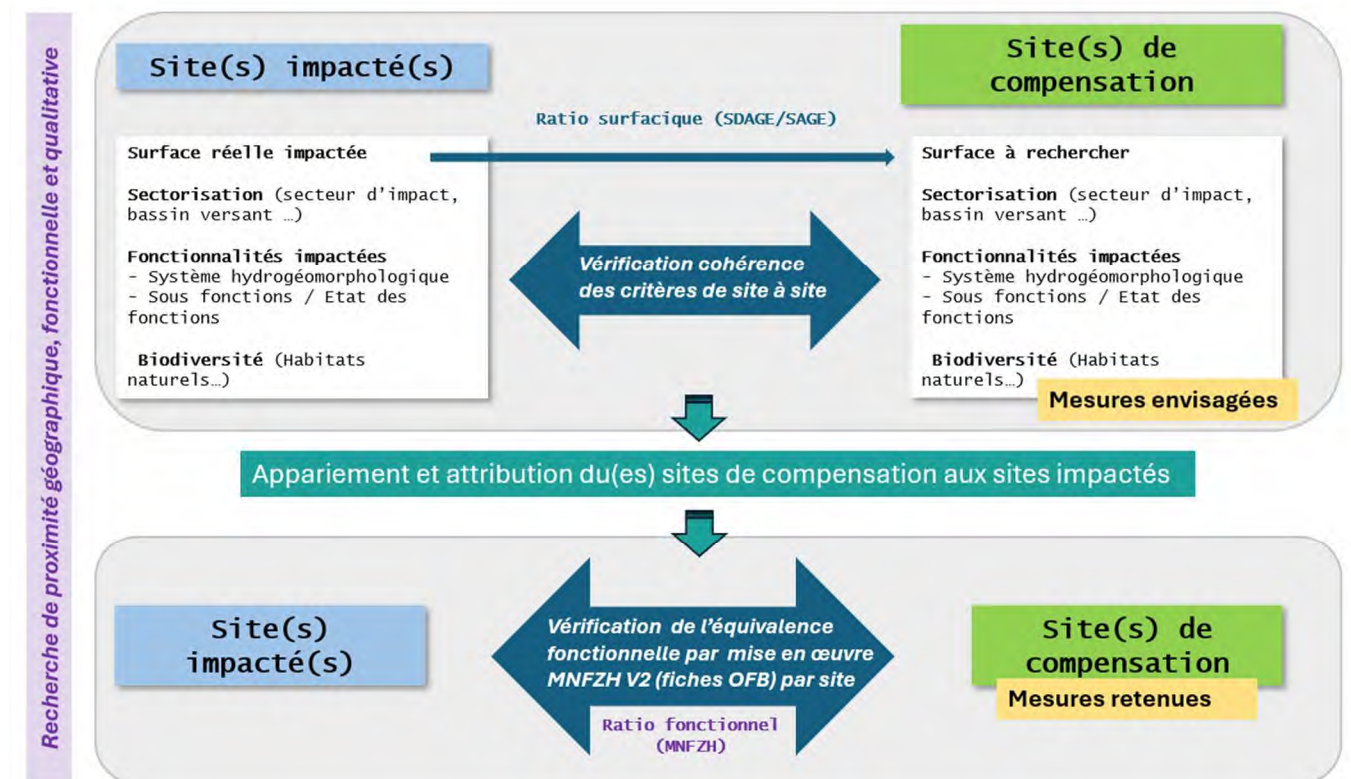 Recherche de proximité géographique, fonctionnelle et qualitative
Site(s) impacté(s)
Site(s) de
compensation
Ratio surfacique (SDAGE/SAGE)
Surface réelle impactée
Sectorisation (secteur d’impact,
bassin versant …)
Fonctionnalités impactées
- Système hydrogéomorphologique
- Sous fonctions / Etat des
fonctions
Biodiversité (Habitats
naturels…)
Vérification cohérence
des critères de site à site
Surface à rechercher
Sectorisation (secteur d’impact,
bassin versant …)
Fonctionnalités impactées
- Système hydrogéomorphologique
- Sous fonctions / Etat des
fonctions
Biodiversité (Habitats
naturels…)
Mesures envisagées
Appariement et attribution du(es) sites de compensation aux sites impactés
Site(s)
impacté(s)
Vérification de l’équivalence
fonctionnelle par mise en œuvre
MNFZH V2 (fiches OFB) par site
Ratio fonctionnel
(MNFZH)
Site(s) de
compensation
Mesures retenues